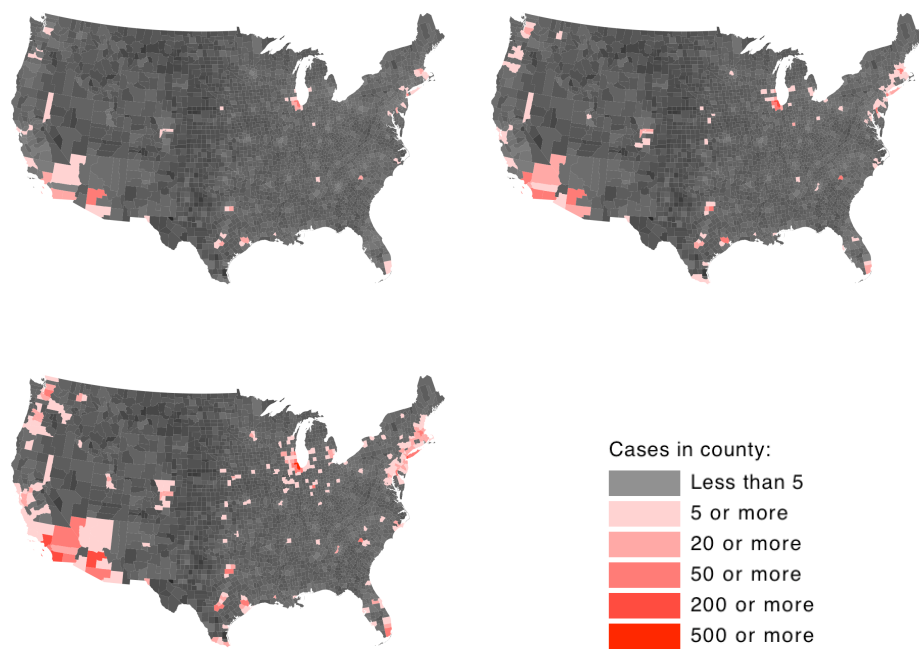 Cases in county:
Less than 5
5 or more
20 or more
50 or more
200 or more
500 or more